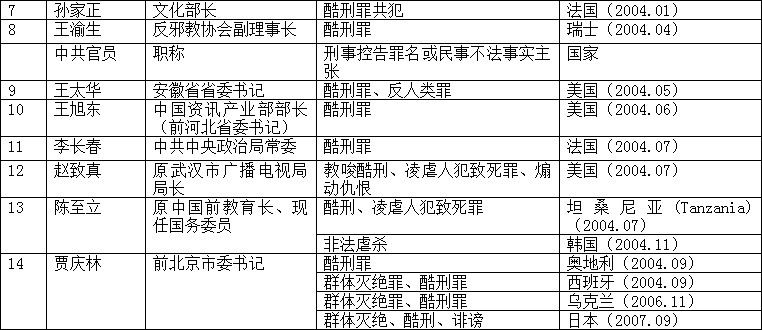 7 孙家正 文化部长 酷刑罪共犯 法国（2004.01）
8 王渝生 反邪教协会副理事长 酷刑罪 瑞士（2004.04）
中共官员 职称 刑事控告罪名或民事不法事实主 国家
张
9 王太华 安徽省省委书记 酷刑罪、反人类罪 美国（2004.05）
10 王旭东 中国资讯产业部部长 酷刑罪 美国（2004.06）
（前河北省委书记）
11 李长春 中共中央政治局常委 酷刑罪 法国（2004.07）
12 赵致真 原武汉市广播电视局 教唆酷刑、凌虐人犯致死罪、煽 美国（2004.07）
局长 动仇恨
13 陈至立 原中国前教育长、现 酷刑、凌虐人犯致死罪 坦桑尼亚(Tanzania)
任国务委员 （2004.07）
非法虐杀 韩国（2004.11）
14 贾庆林 前北京市委书记 酷刑罪 奥地利（2004.09）
群体灭绝罪、酷刑罪 西班牙（2004.09）
群体灭绝罪、酷刑罪 乌克兰（2006.11）
群体灭绝、酷刑、诽谤 日本（2007.09）